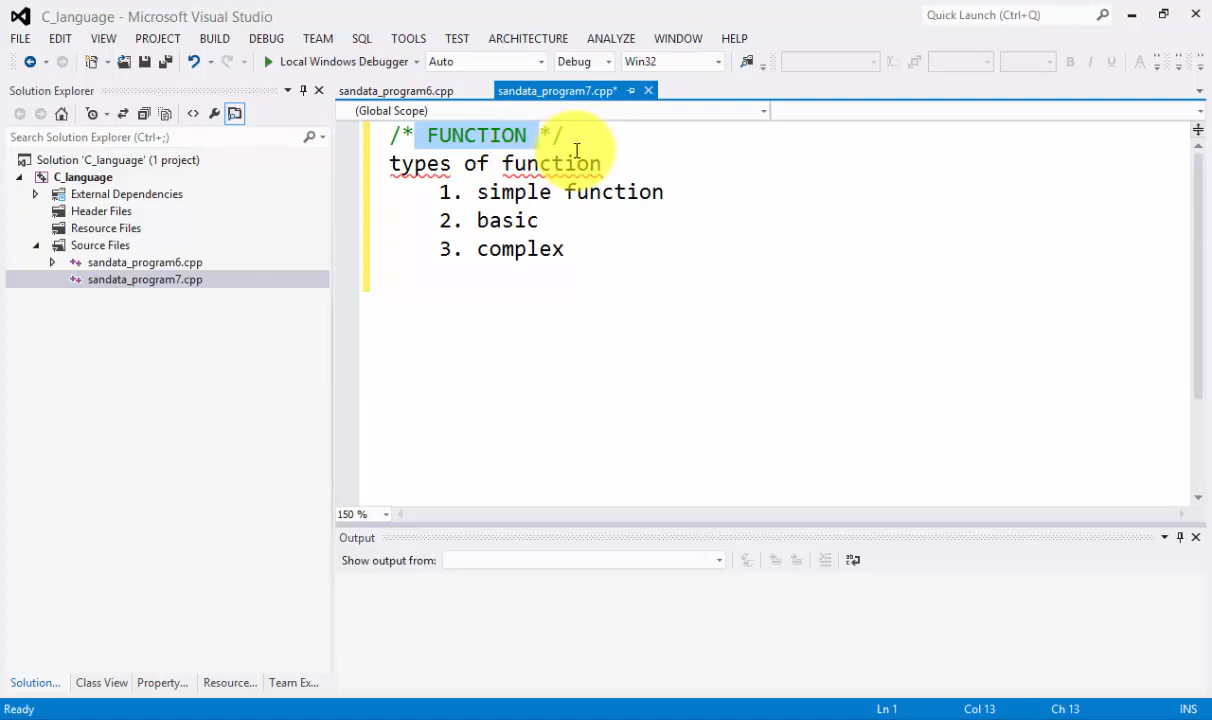 C_language - Microsoft Visual Studio
Quick Launch (Ctrl+Q)
FILE EDIT VIEW PROJECT BUILD DEBUG TEAM SQL TOOLS TEST ARCHITECTURE ANALYZE WINDOW HELP
Local Windows Debugger Auto Debug Win32
Solution Explorer
sandata_program6.cpp sandata_program7.cpp*
(Global Scope)
Search Solution Explorer (Ctrl+;)
Solution 'C_language' (1 project)
C_language
External Dependencies
Header Files
Resource Files
Source Files
sandata_program6.cpp
sandata_program7.cpp
/* FUNCTION */
types of function
1. simple function
2. basic
3. complex
150 %
Output
Show output from:
Solution... Class View Property... Resource... Team Ex...
Ready Ln 1 Col 13 Ch 13 INS